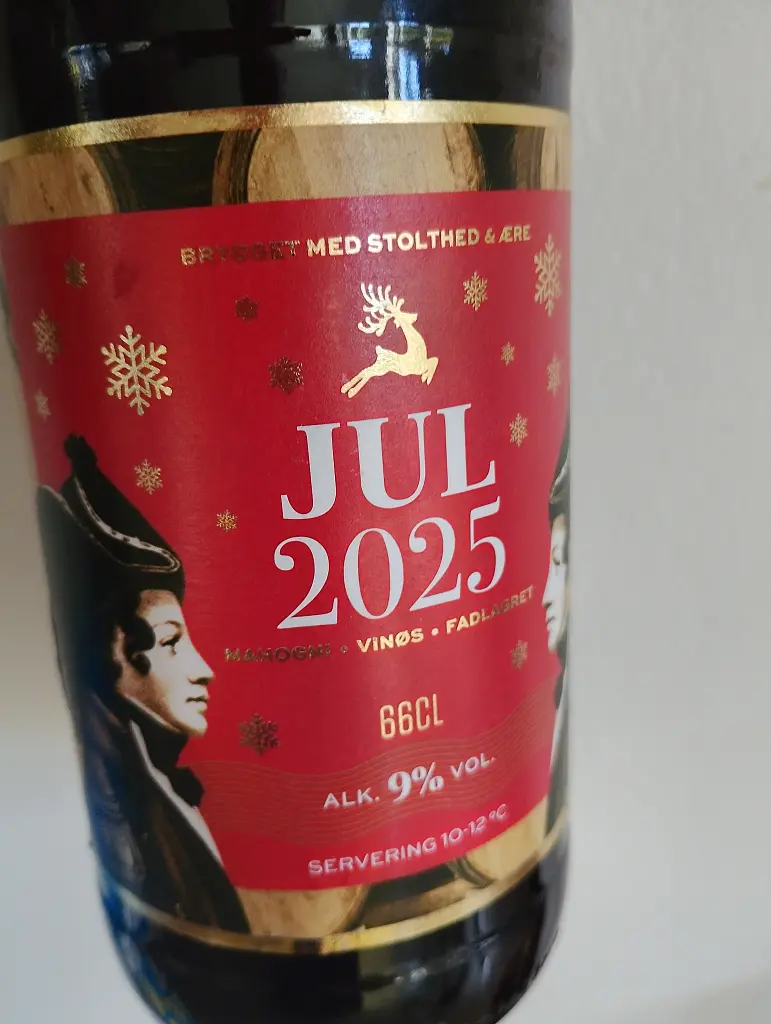 BRYGGET MED STOLTHED & ÆRE
JUL
2025
MAHOGNI • VINØS • FADLAGRET
66CL
ALK. 9% VOL.
SERVERING 10-12 °C